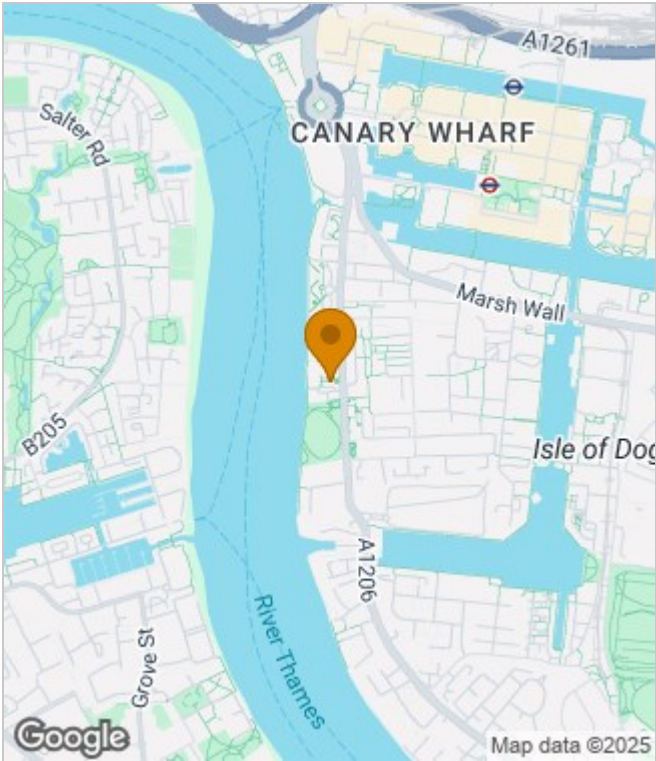 A1261
Salter Rd
CANARY WHARF
Marsh Wall
B205
Isle of Dog
A1206
River Thames
Grove St
Google
Map data ©2025